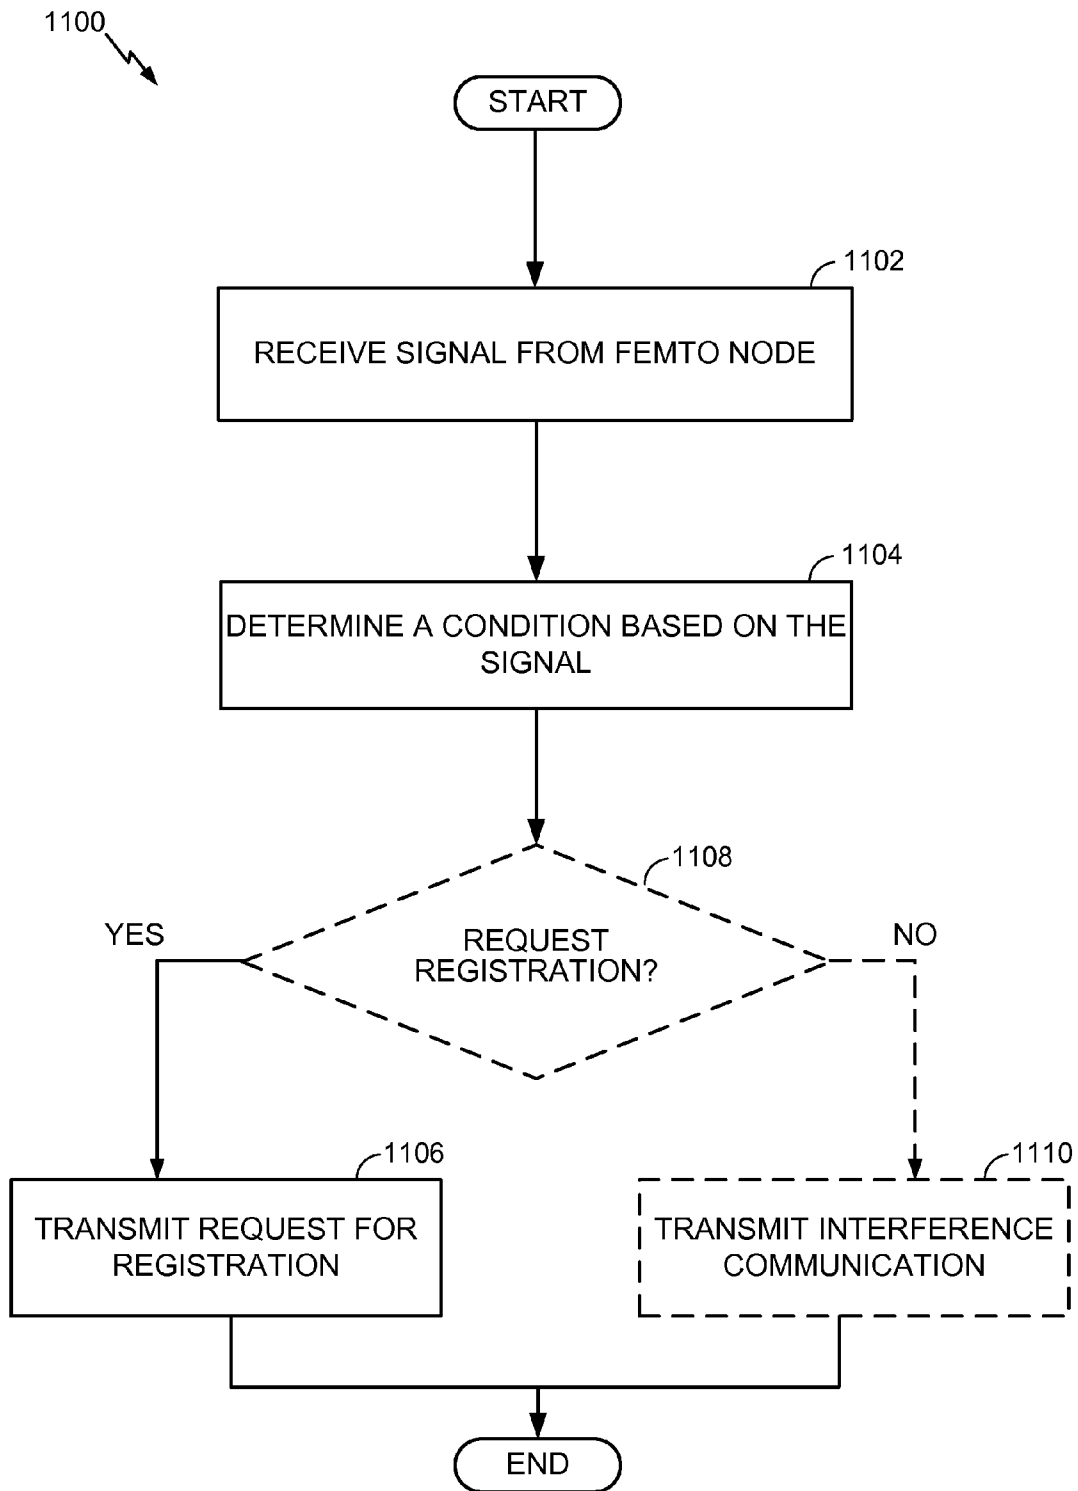 1100
START
1102
RECEIVE SIGNAL FROM FEMTO NODE
1104
DETERMINE A CONDITION BASED ON THE
SIGNAL
1108
YES
REQUEST
REGISTRATION?
NO
1106
TRANSMIT REQUEST FOR
REGISTRATION
1110
TRANSMIT INTERFERENCE
COMMUNICATION
END